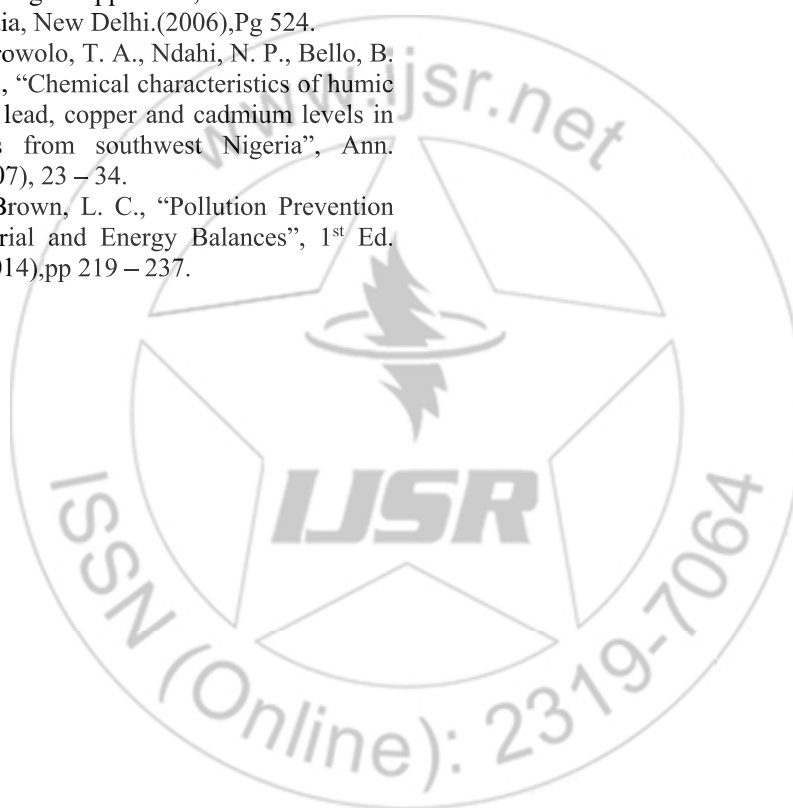 ia, New Delhi.(2006),Pg 524.
rowolo, T. A., Ndahi, N. P., Bello, B.
, “Chemical characteristics of humic
lead, copper and cadmium levels in
s from southwest Nigeria”, Ann.
07), 23 – 34.
Brown, L. C., “Pollution Prevention
rial and Energy Balances”, 1st Ed.
014),pp 219 – 237.
www.ijsr.net
IJSR
ISSN (Online): 2319-7064